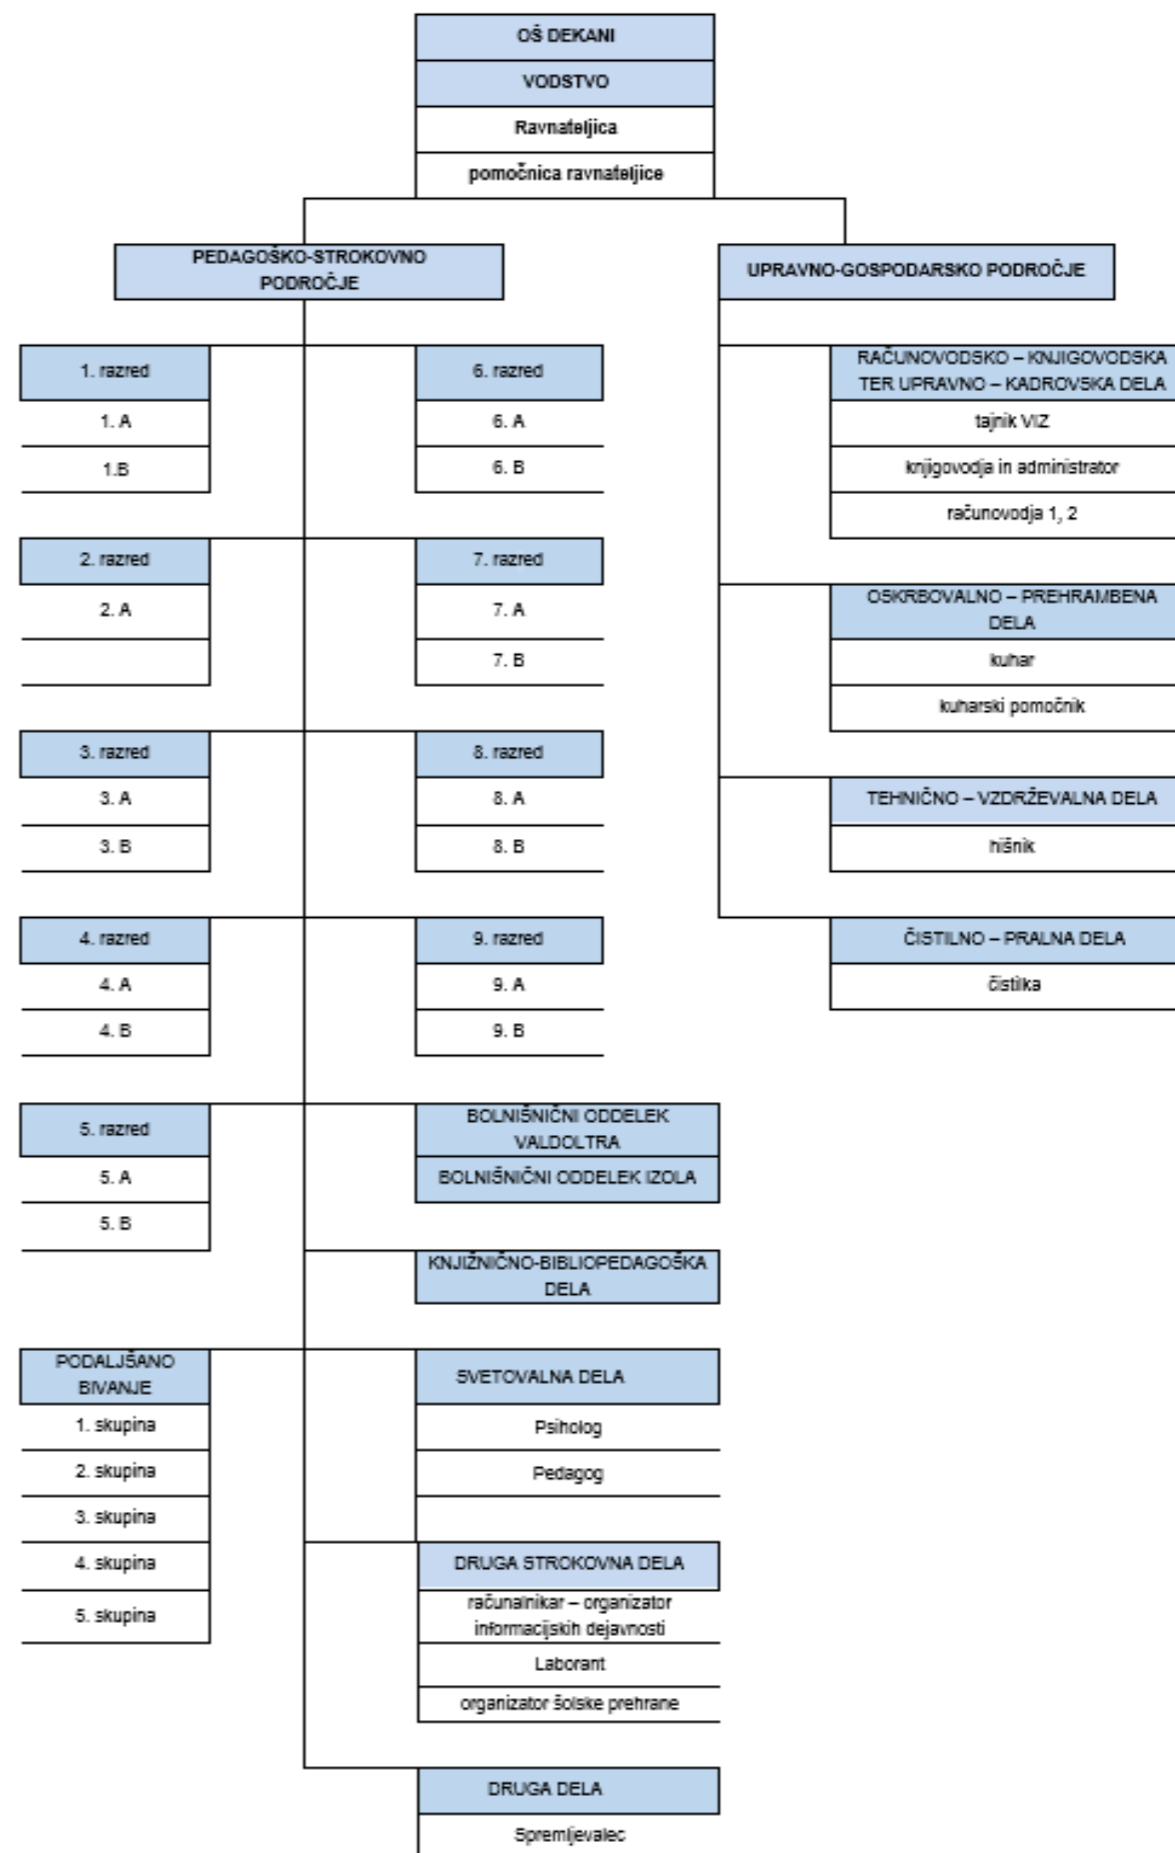 OŠ DEKANI
VODSTVO
Ravnateljica
pomočnica ravnateljice
PEDAGOŠKO-STROKOVNO
PODROČJE
1. razred
1. A
1.B
2. razred
2. A
3. razred
3. A
3. B
4. razred
4. A
4. B
5. razred
5. A
5. B
PODALJŠANO
BIVANJE
1. skupina
2. skupina
3. skupina
4. skupina
5. skupina
6. razred
6. A
6. B
7. razred
7. A
7. B
8. razred
8. A
8. B
9. razred
9. A
9. B
BOLNIŠNIČNI ODDELEK
VALDOLTRA
BOLNIŠNIČNI ODDELEK IZOLA
KNJIŽNIČNO-BIBLIOPEDAGOŠKA
DELA
SVETOVALNA DELA
Psiholog
Pedagog
DRUGA STROKOVNA DELA
računalnikar – organizator
informacijskih dejavnosti
Laborant
organizator šolske prehrane
DRUGA DELA
Spremljevalec
UPRAVNO-GOSPODARSKO PODROČJE
RAČUNOVODSKO – KNJIGOVODSKA
TER UPRAVNO – KADROVSKA DELA
tajnik VIZ
knjigovodja in administrator
računovodja 1, 2
OSKRBOVALNO – PREHRAMBENA
DELA
kuhar
kuharski pomočnik
TEHNIČNO – VZDRŽEVALNA DELA
hišnik
ČISTILNO – PRALNA DELA
čistilka